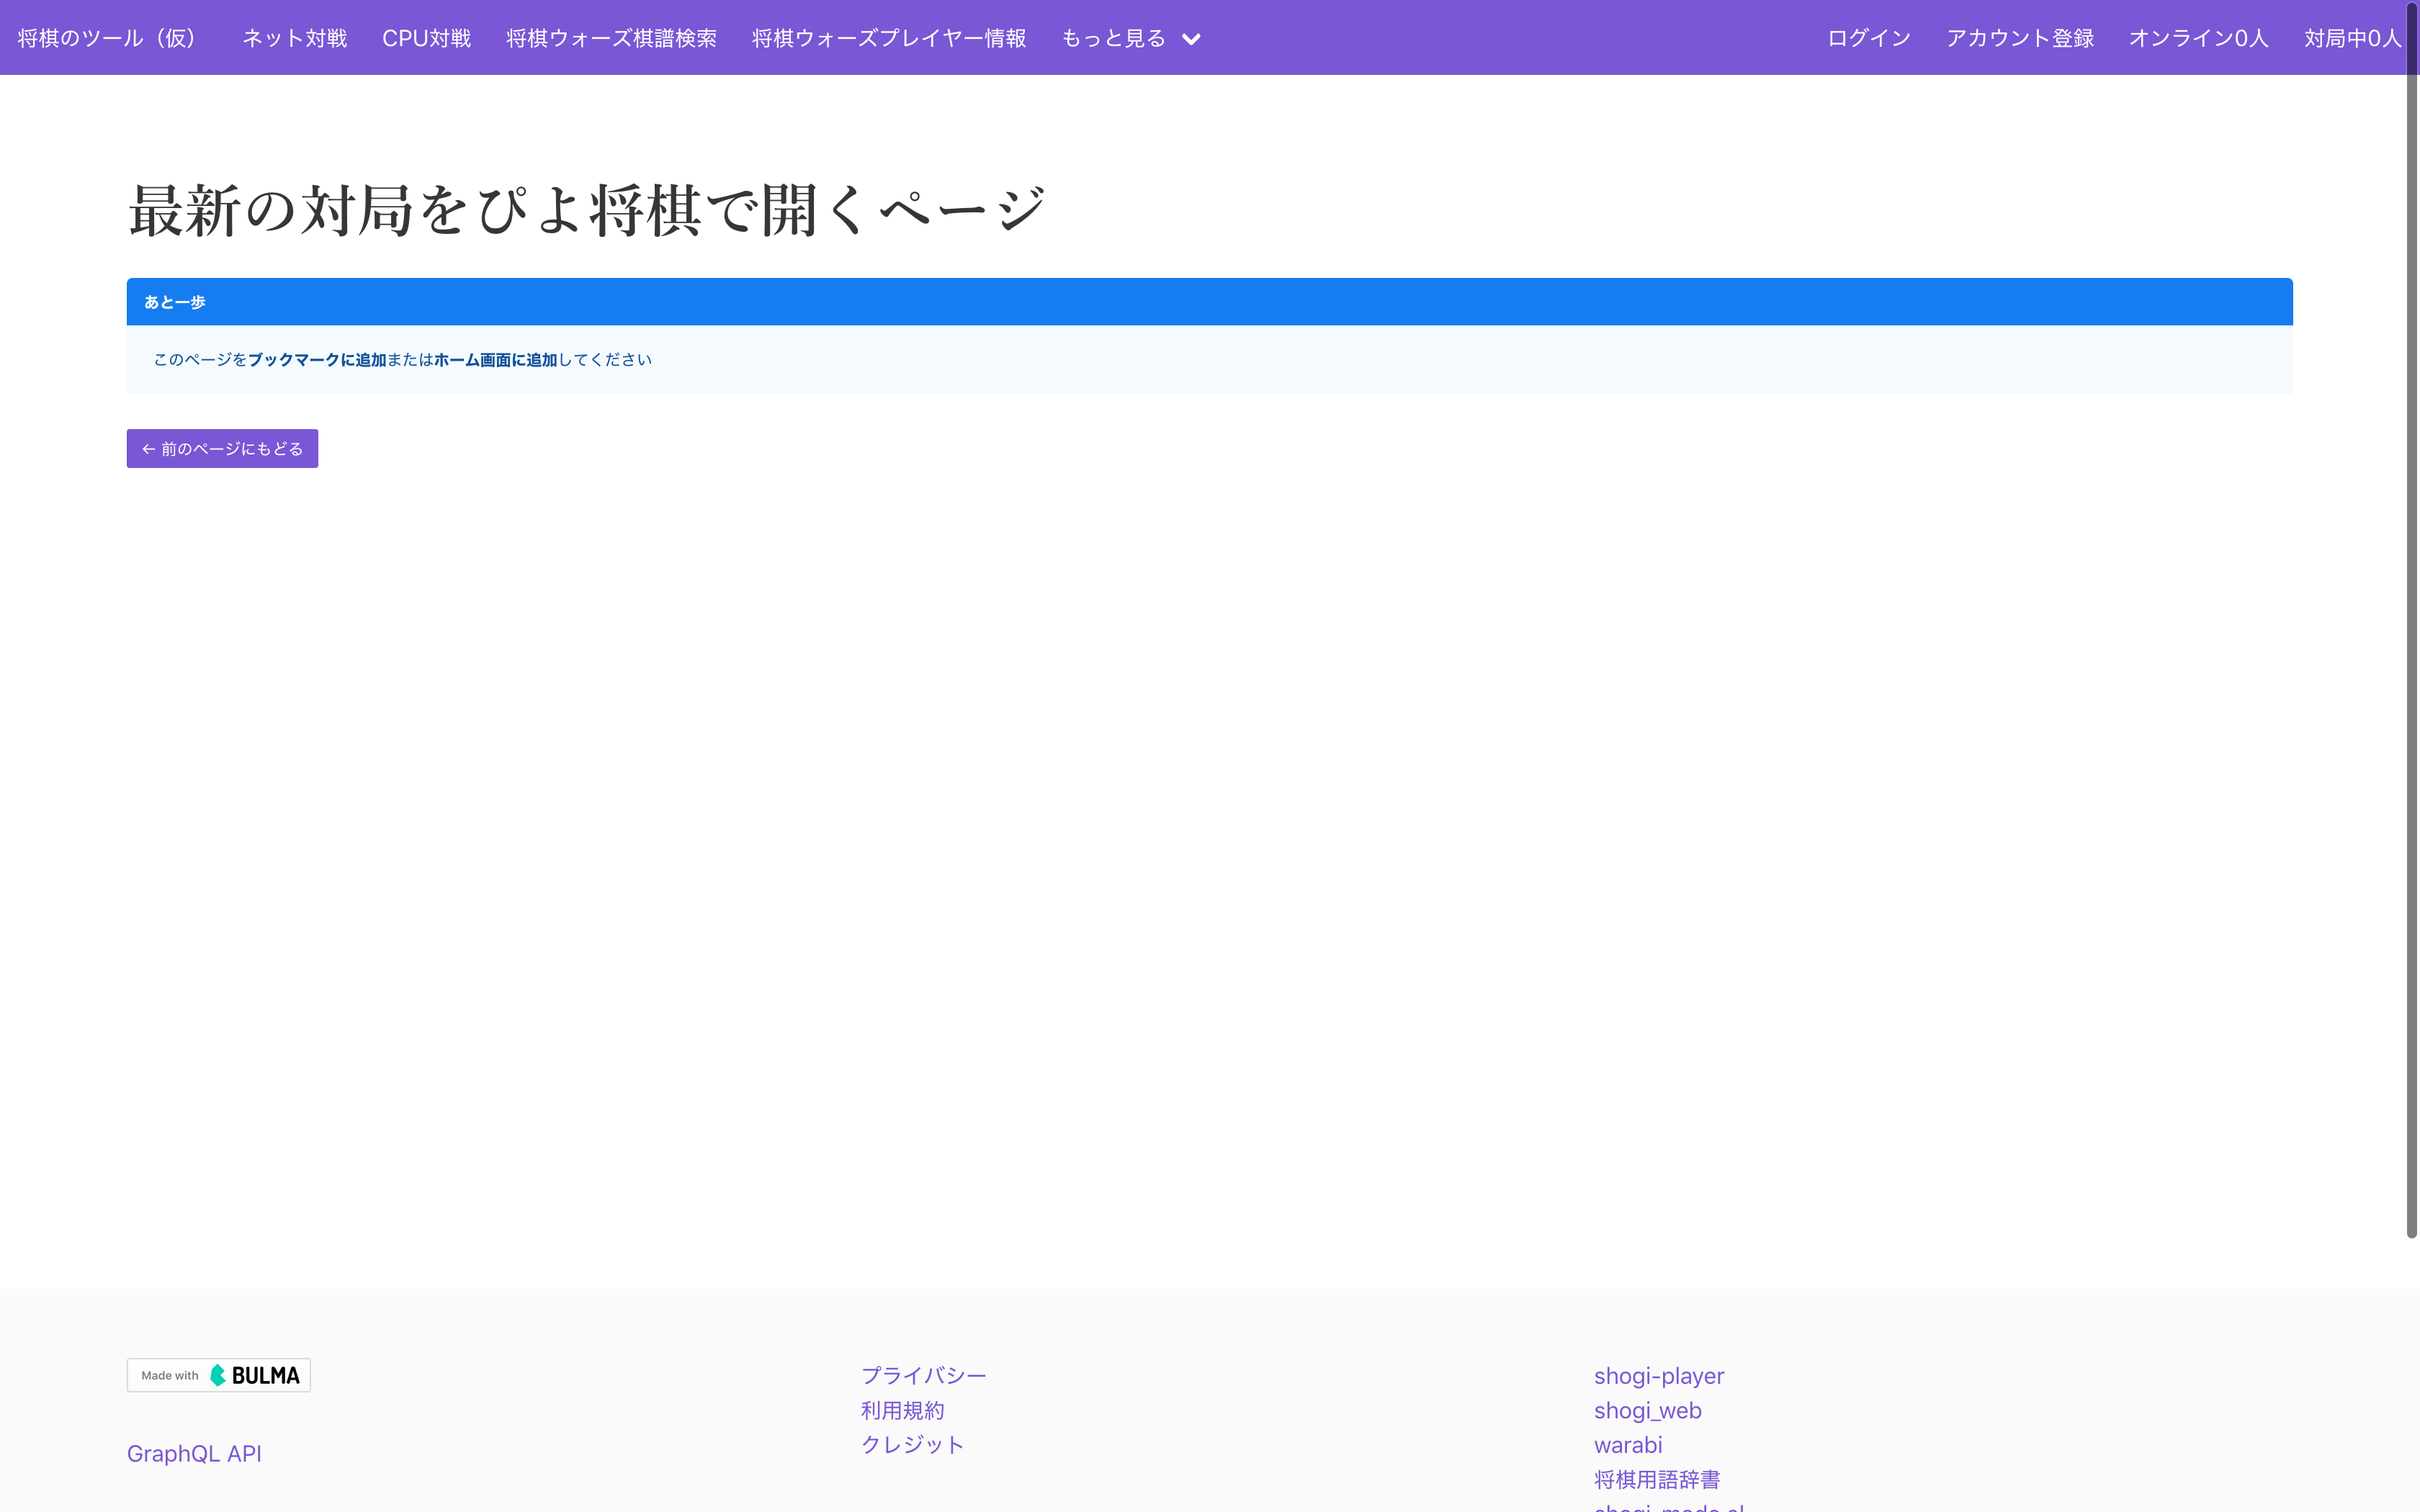 将棋のツール（仮） ネット対戦 CPU対戦 将棋ウォーズ棋譜検索 将棋ウォーズプレイヤー情報 もっと見る ログイン アカウント登録 オンライン0人 対局中0人
最新の対局をぴよ将棋で開くページ
あと一歩
このページをブックマークに追加またはホーム画面に追加してください
← 前のページにもどる
Made with BULMA
GraphQL API
プライバシー
利用規約
クレジット
shogi-player
shogi_web
warabi
将棋用語辞書